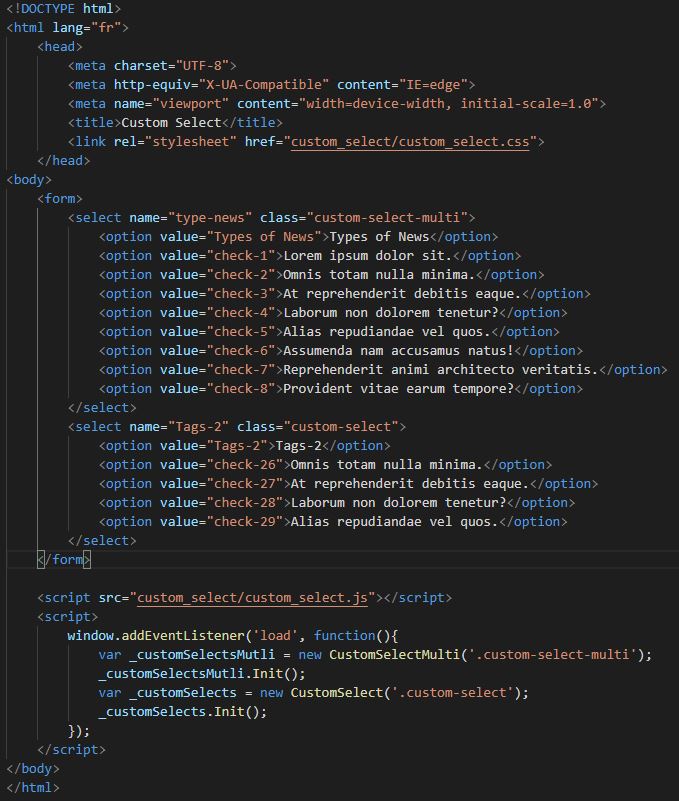 <!DOCTYPE html>
<html lang="fr">
    <head>
        <meta charset="UTF-8">
        <meta http-equiv="X-UA-Compatible" content="IE=edge">
        <meta name="viewport" content="width=device-width, initial-scale=1.0">
        <title>Custom Select</title>
        <link rel="stylesheet" href="custom_select/custom_select.css">
    </head>
<body>
    <form>
        <select name="type-news" class="custom-select-multi">
            <option value="Types of News">Types of News</option>
            <option value="check-1">Lorem ipsum dolor sit.</option>
            <option value="check-2">Omnis totam nulla minima.</option>
            <option value="check-3">At reprehenderit debitis eaque.</option>
            <option value="check-4">Laborum non dolorem tenetur?</option>
            <option value="check-5">Alias repudiandae vel quos.</option>
            <option value="check-6">Assumenda nam accusamus natus!</option>
            <option value="check-7">Reprehenderit animi architecto veritatis.</option>
            <option value="check-8">Provident vitae earum tempore?</option>
        </select>
        <select name="Tags-2" class="custom-select">
            <option value="Tags-2">Tags-2</option>
            <option value="check-26">Omnis totam nulla minima.</option>
            <option value="check-27">At reprehenderit debitis eaque.</option>
            <option value="check-28">Laborum non dolorem tenetur?</option>
            <option value="check-29">Alias repudiandae vel quos.</option>
        </select>
    </form>

    <script src="custom_select/custom_select.js"></script>
    <script>
        window.addEventListener('load', function(){
            var _customSelectsMutli = new CustomSelectMulti('.custom-select-multi');
            _customSelectsMutli.Init();
            var _customSelects = new CustomSelect('.custom-select');
            _customSelects.Init();
        });
    </script>
</body>
</html>